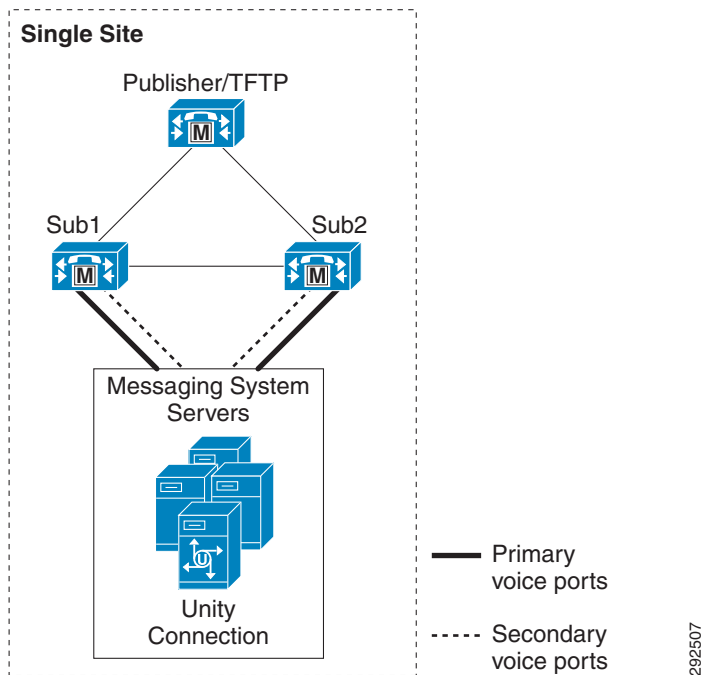 Single Site
Publisher/TFTP
M
Sub1
Sub2
M
M
Messaging System
Servers
U
Unity
Connection
Primary
voice ports
Secondary
voice ports
292507